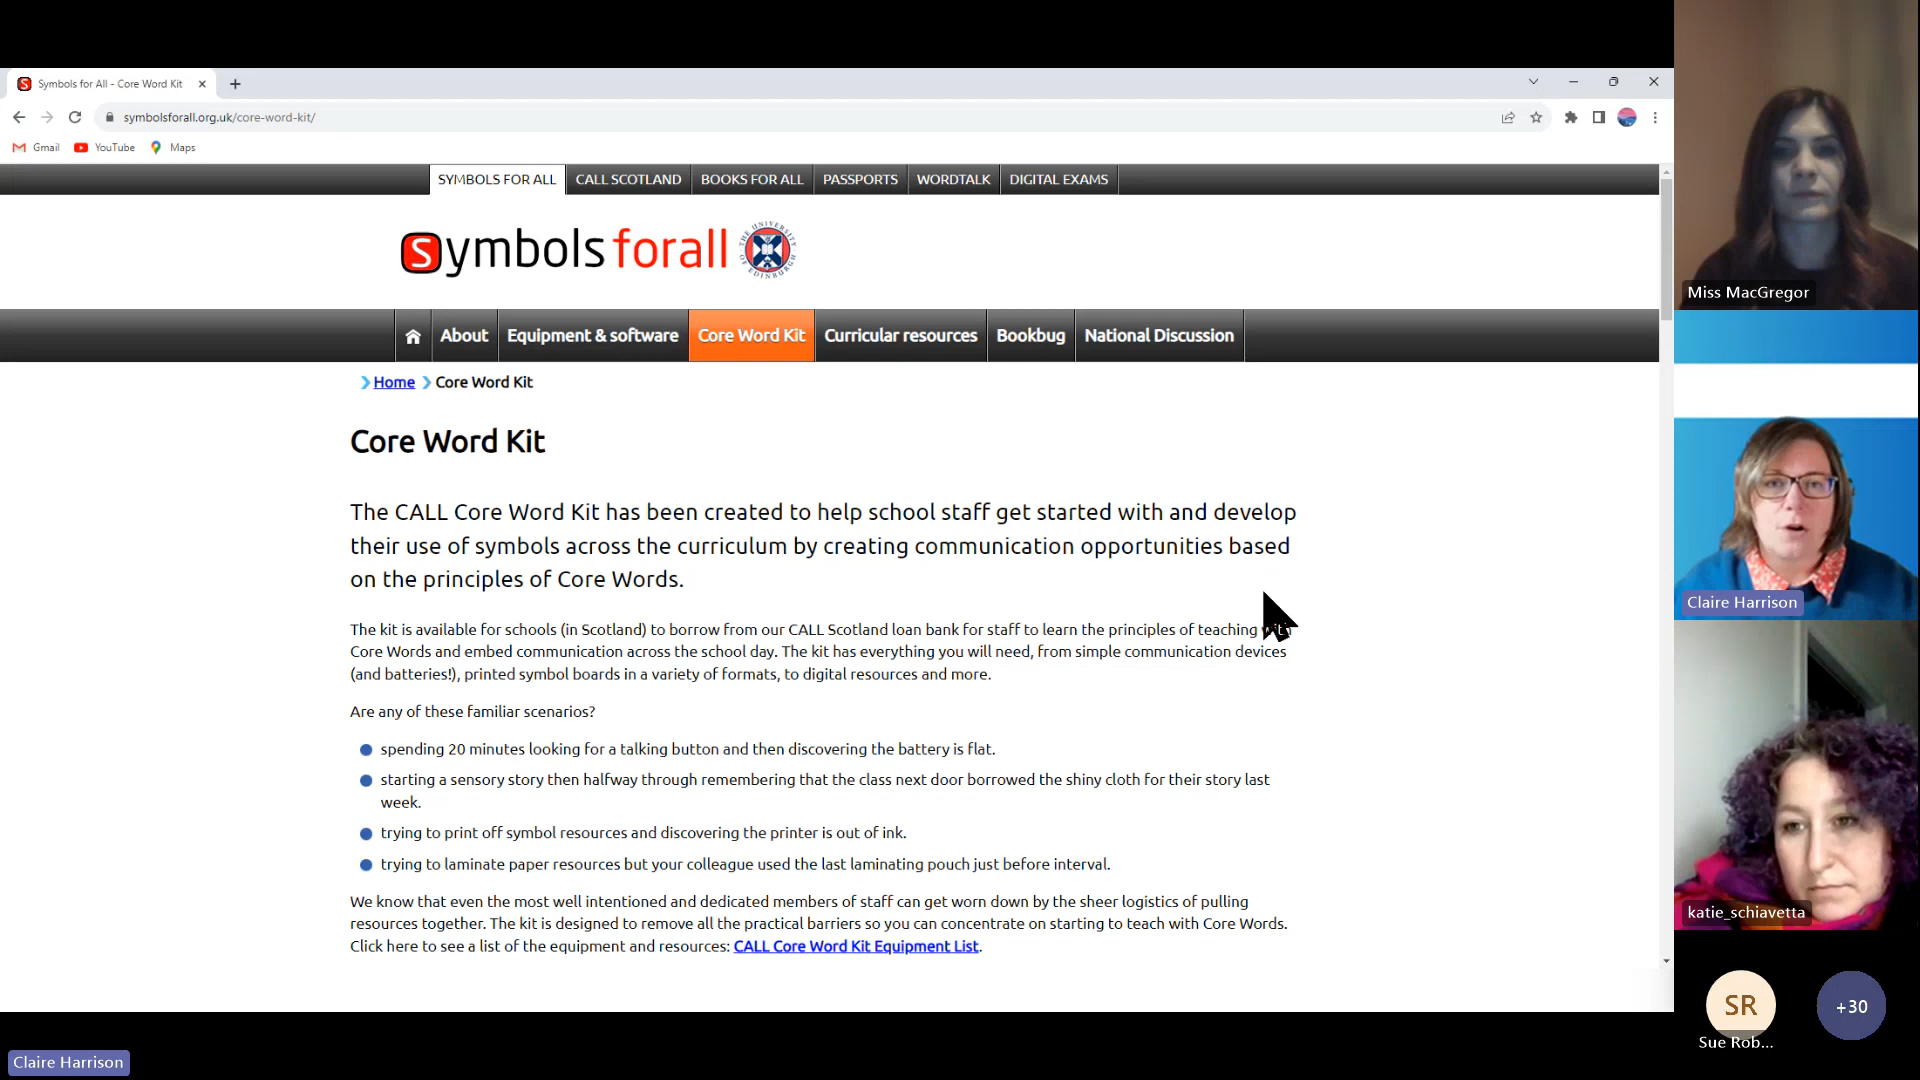 Symbols for All - Core Word Kit
symbolsforall.org.uk/core-word-kit/
Gmail YouTube Maps
SYMBOLS FOR ALL CALL SCOTLAND BOOKS FOR ALL PASSPORTS WORDTALK DIGITAL EXAMS
symbols forall
THE UNIVERSITY OF EDINBURGH
About Equipment & software Core Word Kit Curricular resources Bookbug National Discussion
Home Core Word Kit
Core Word Kit
The CALL Core Word Kit has been created to help school staff get started with and develop
their use of symbols across the curriculum by creating communication opportunities based
on the principles of Core Words.
The kit is available for schools (in Scotland) to borrow from our CALL Scotland loan bank for staff to learn the principles of teaching with
Core Words and embed communication across the school day. The kit has everything you will need, from simple communication devices
(and batteries!), printed symbol boards in a variety of formats, to digital resources and more.
Are any of these familiar scenarios?
spending 20 minutes looking for a talking button and then discovering the battery is flat.
starting a sensory story then halfway through remembering that the class next door borrowed the shiny cloth for their story last
week.
trying to print off symbol resources and discovering the printer is out of ink.
trying to laminate paper resources but your colleague used the last laminating pouch just before interval.
We know that even the most well intentioned and dedicated members of staff can get worn down by the sheer logistics of pulling
resources together. The kit is designed to remove all the practical barriers so you can concentrate on starting to teach with Core Words.
Click here to see a list of the equipment and resources: CALL Core Word Kit Equipment List.
Claire Harrison
Miss MacGregor
Claire Harrison
katie_schiavetta
SR
+30
Sue Rob...